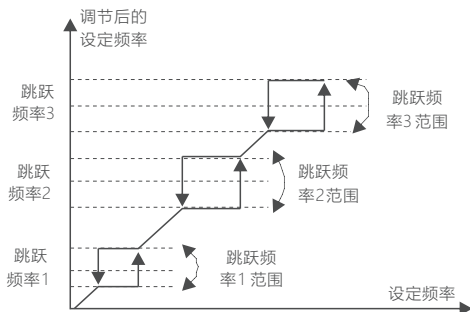 调节后的
设定频率
跳跃
频率3
跳跃频
率3 范围
跳跃
频率2
跳跃频
率2范围
跳跃
频率1
跳跃频
率1 范围
设定频率